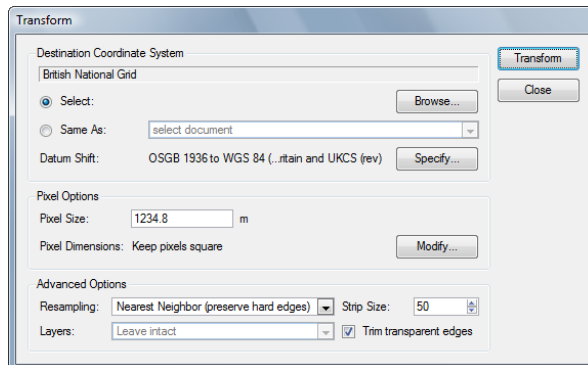 Transform
Destination Coordinate System
British National Grid
Select:
Browse...
Same As:
select document
Datum Shift:
OSGB 1936 to WGS 84 (...ritain and UKCS (rev)
Specify...
Transform
Close
Pixel Options
Pixel Size:
1234.8
m
Pixel Dimensions:
Keep pixels square
Modify...
Advanced Options
Resampling:
Nearest Neighbor (preserve hard edges)
Strip Size:
50
Layers:
Leave intact
Trim transparent edges